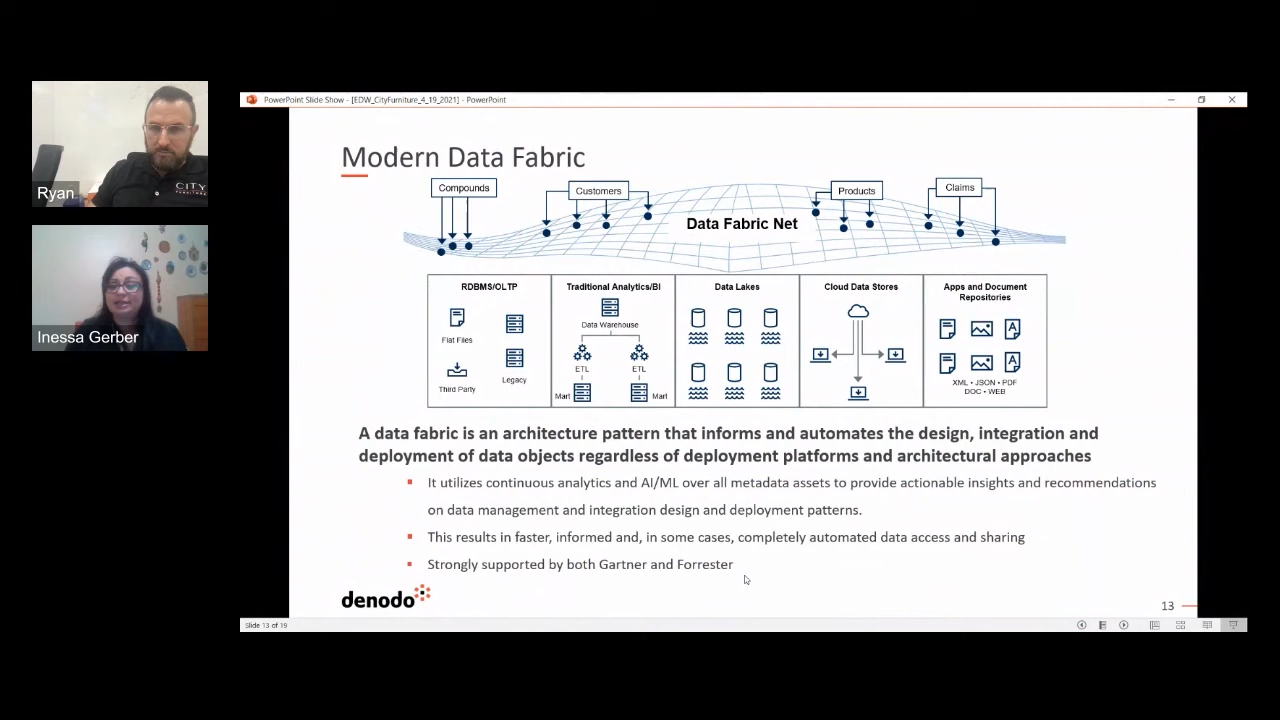 PowerPoint Slide Show - [EDW_CityFurniture_4_19_2021] - PowerPoint
Ryan
CITY
FURNITURE
Inessa Gerber
Modern Data Fabric
Compounds
Customers
Products
Claims
Data Fabric Net
RDBMS/OLTP
Flat Files
Third Party
Legacy
Traditional Analytics/BI
Data Warehouse
ETL
ETL
Mart
Mart
Data Lakes
Cloud Data Stores
Apps and Document
Repositories
A
A
XML • JSON • PDF
DOC • WEB
A data fabric is an architecture pattern that informs and automates the design, integration and
deployment of data objects regardless of deployment platforms and architectural approaches
It utilizes continuous analytics and AI/ML over all metadata assets to provide actionable insights and recommendations
on data management and integration design and deployment patterns.
This results in faster, informed and, in some cases, completely automated data access and sharing
Strongly supported by both Gartner and Forrester
denodo
13
Slide 13 of 19